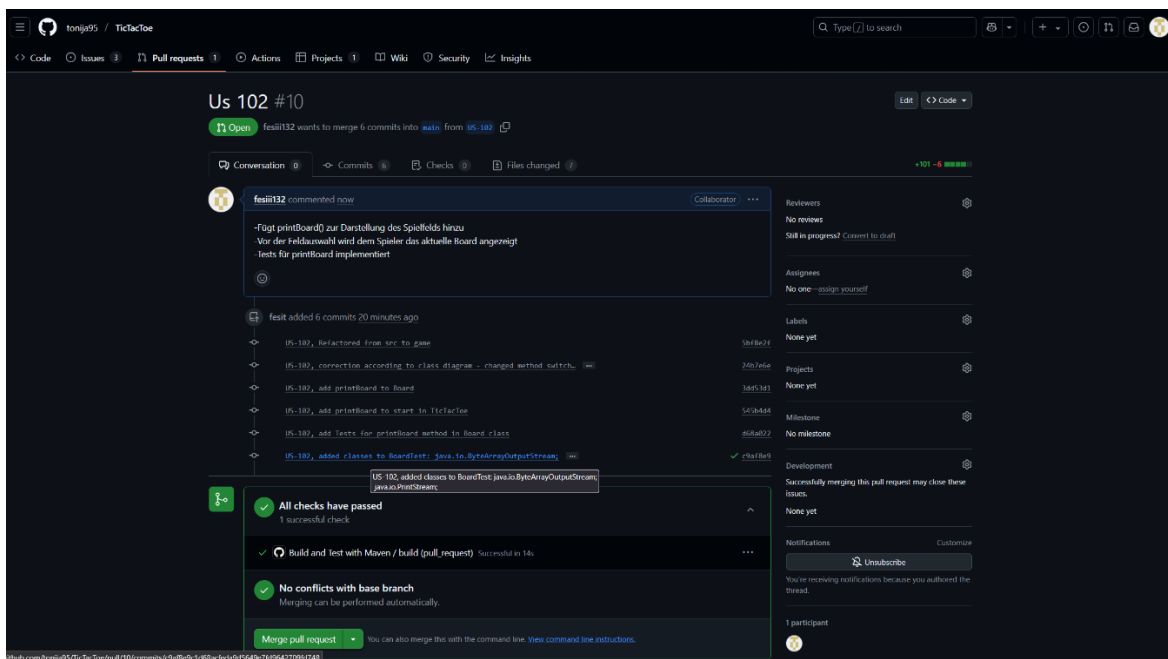 tonija95 / TicTacToe
Type / to search
Code
Issues 3
Pull requests 1
Actions
Projects 1
Wiki
Security
Insights
Us 102 #10
Edit
Code
Open
fesiii132 wants to merge 6 commits into main from US-102
Conversation 0
Commits 6
Checks 0
Files changed 7
+101 −6
fesiii132 commented now
Collaborator
-Fügt printBoard() zur Darstellung des Spielfelds hinzu
-Vor der Feldauswahl wird dem Spieler das aktuelle Board angezeigt
-Tests für printBoard implementiert
fesit added 6 commits 20 minutes ago
US-102, Refactored from src to game
5bf8e2f
US-102, correction according to class diagram - changed method switch…
24b7e6e
US-102, add printBoard to Board
3dd53d1
US-102, add printBoard to start in TicTacToe
545b4d4
US-102, add Tests for printBoard method in Board class
d68a022
US-102, added classes to BoardTest: java.io.ByteArrayOutputStream;
c9af8e9
US-102, added classes to BoardTest: java.io.ByteArrayOutputStream;
java.io.PrintStream;
All checks have passed
1 successful check
Build and Test with Maven / build (pull_request) Successful in 14s
No conflicts with base branch
Merging can be performed automatically.
Merge pull request
You can also merge this with the command line. View command line instructions.
Reviewers
No reviews
Still in progress? Convert to draft
Assignees
No one—assign yourself
Labels
None yet
Projects
None yet
Milestone
No milestone
Development
Successfully merging this pull request may close these
issues.
None yet
Notifications
Customize
Unsubscribe
You're receiving notifications because you authored the
thread.
1 participant